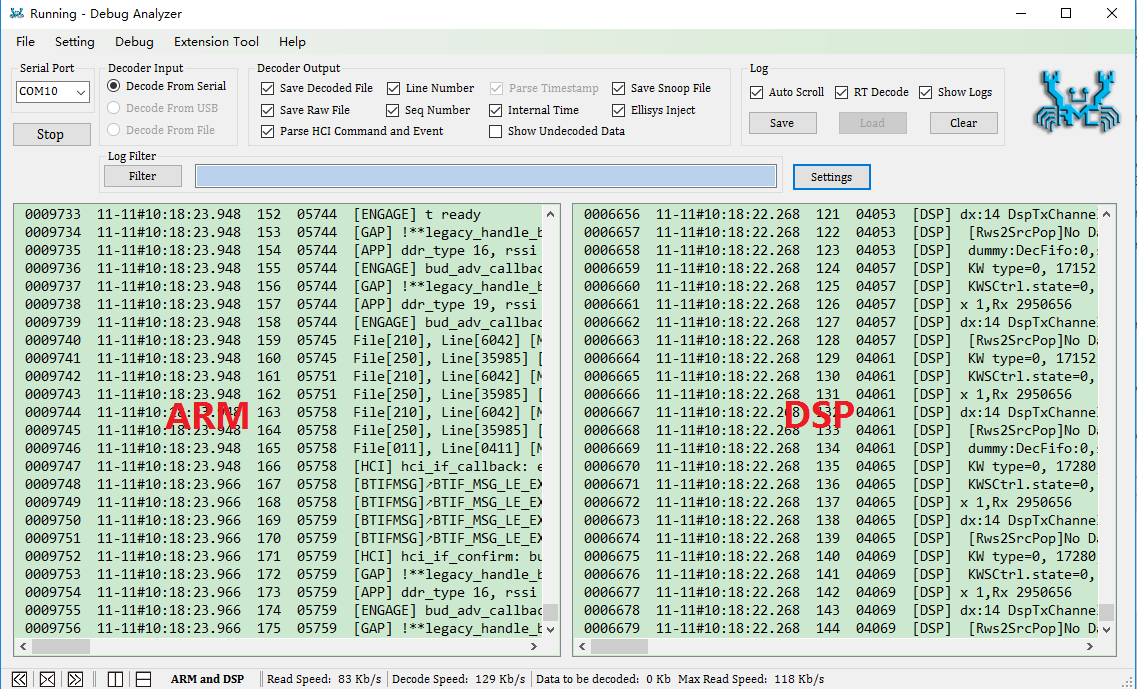 Running - Debug Analyzer
File Setting Debug Extension Tool Help
Serial Port
COM10
Stop
Decoder Input
Decode From Serial
Decode From USB
Decode From File
Decoder Output
Save Decoded File Line Number Parse Timestamp Save Snoop File
Save Raw File Seq Number Internal Time Ellisys Inject
Parse HCI Command and Event Show Undecoded Data
Log
Auto Scroll RT Decode Show Logs
Save Load Clear
Log Filter
Filter
Settings
0009733 11-11#10:18:23.948 152 05744 [ENGAGE] t ready
0009734 11-11#10:18:23.948 153 05744 [GAP] !**legacy_handle_b
0009735 11-11#10:18:23.948 154 05744 [APP] ddr_type 16, rssi
0009736 11-11#10:18:23.948 155 05744 [ENGAGE] bud_adv_callbac
0009737 11-11#10:18:23.948 156 05744 [GAP] !**legacy_handle_b
0009738 11-11#10:18:23.948 157 05744 [APP] ddr_type 19, rssi
0009739 11-11#10:18:23.948 158 05744 [ENGAGE] bud_adv_callbac
0009740 11-11#10:18:23.948 159 05745 File[210], Line[6042] [M
0009741 11-11#10:18:23.948 160 05745 File[250], Line[35985] [
0009742 11-11#10:18:23.948 161 05751 File[210], Line[6042] [M
0009743 11-11#10:18:23.948 162 05751 File[250], Line[35985] [
0009744 11-11#10:18:23.948 163 05758 File[210], Line[6042] [M
0009745 11-11#10:18:23.948 164 05758 File[250], Line[35985] [
0009746 11-11#10:18:23.948 165 05758 File[011], Line[0411] [M
0009747 11-11#10:18:23.948 166 05758 [HCI] hci_if_callback: e
0009748 11-11#10:18:23.966 167 05758 [BTIFMSG]↗BTIF_MSG_LE_EX
0009749 11-11#10:18:23.966 168 05758 [BTIFMSG]↗BTIF_MSG_LE_EX
0009750 11-11#10:18:23.966 169 05759 [BTIFMSG]↗BTIF_MSG_LE_EX
0009751 11-11#10:18:23.966 170 05759 [BTIFMSG]↗BTIF_MSG_LE_EX
0009752 11-11#10:18:23.966 171 05759 [HCI] hci_if_confirm: bu
0009753 11-11#10:18:23.966 172 05759 [GAP] !**legacy_handle_b
0009754 11-11#10:18:23.966 173 05759 [APP] ddr_type 16, rssi
0009755 11-11#10:18:23.966 174 05759 [ENGAGE] bud_adv_callbac
0009756 11-11#10:18:23.966 175 05759 [GAP] !**legacy_handle_b
ARM
0006656 11-11#10:18:22.268 121 04053 [DSP] dx:14 DspTxChanne
0006657 11-11#10:18:22.268 122 04053 [DSP] [Rws2SrcPop]No Da
0006658 11-11#10:18:22.268 123 04053 [DSP] dummy:DecFifo:0,
0006659 11-11#10:18:22.268 124 04057 [DSP] KW type=0, 17152
0006660 11-11#10:18:22.268 125 04057 [DSP] KWSCtrl.state=0,
0006661 11-11#10:18:22.268 126 04057 [DSP] x 1,Rx 2950656
0006662 11-11#10:18:22.268 127 04057 [DSP] dx:14 DspTxChanne
0006663 11-11#10:18:22.268 128 04057 [DSP] [Rws2SrcPop]No Da
0006664 11-11#10:18:22.268 129 04061 [DSP] KW type=0, 17152
0006665 11-11#10:18:22.268 130 04061 [DSP] KWSCtrl.state=0,
0006666 11-11#10:18:22.268 131 04061 [DSP] x 1,Rx 2950656
0006667 11-11#10:18:22.268 132 04061 [DSP] dx:14 DspTxChanne
0006668 11-11#10:18:22.268 133 04061 [DSP] [Rws2SrcPop]No Da
0006669 11-11#10:18:22.268 134 04061 [DSP] dummy:DecFifo:0,
0006670 11-11#10:18:22.268 135 04065 [DSP] KW type=0, 17280
0006671 11-11#10:18:22.268 136 04065 [DSP] KWSCtrl.state=0,
0006672 11-11#10:18:22.268 137 04065 [DSP] x 1,Rx 2950656
0006673 11-11#10:18:22.268 138 04065 [DSP] dx:14 DspTxChanne
0006674 11-11#10:18:22.268 139 04065 [DSP] [Rws2SrcPop]No Da
0006675 11-11#10:18:22.268 140 04069 [DSP] KW type=0, 17280
0006676 11-11#10:18:22.268 141 04069 [DSP] KWSCtrl.state=0,
0006677 11-11#10:18:22.268 142 04069 [DSP] x 1,Rx 2950656
0006678 11-11#10:18:22.268 143 04069 [DSP] dx:14 DspTxChanne
0006679 11-11#10:18:22.268 144 04069 [DSP] [Rws2SrcPop]No Da
DSP
ARM and DSP Read Speed: 83 Kb/s Decode Speed: 129 Kb/s Data to be decoded: 0 Kb Max Read Speed: 118 Kb/s